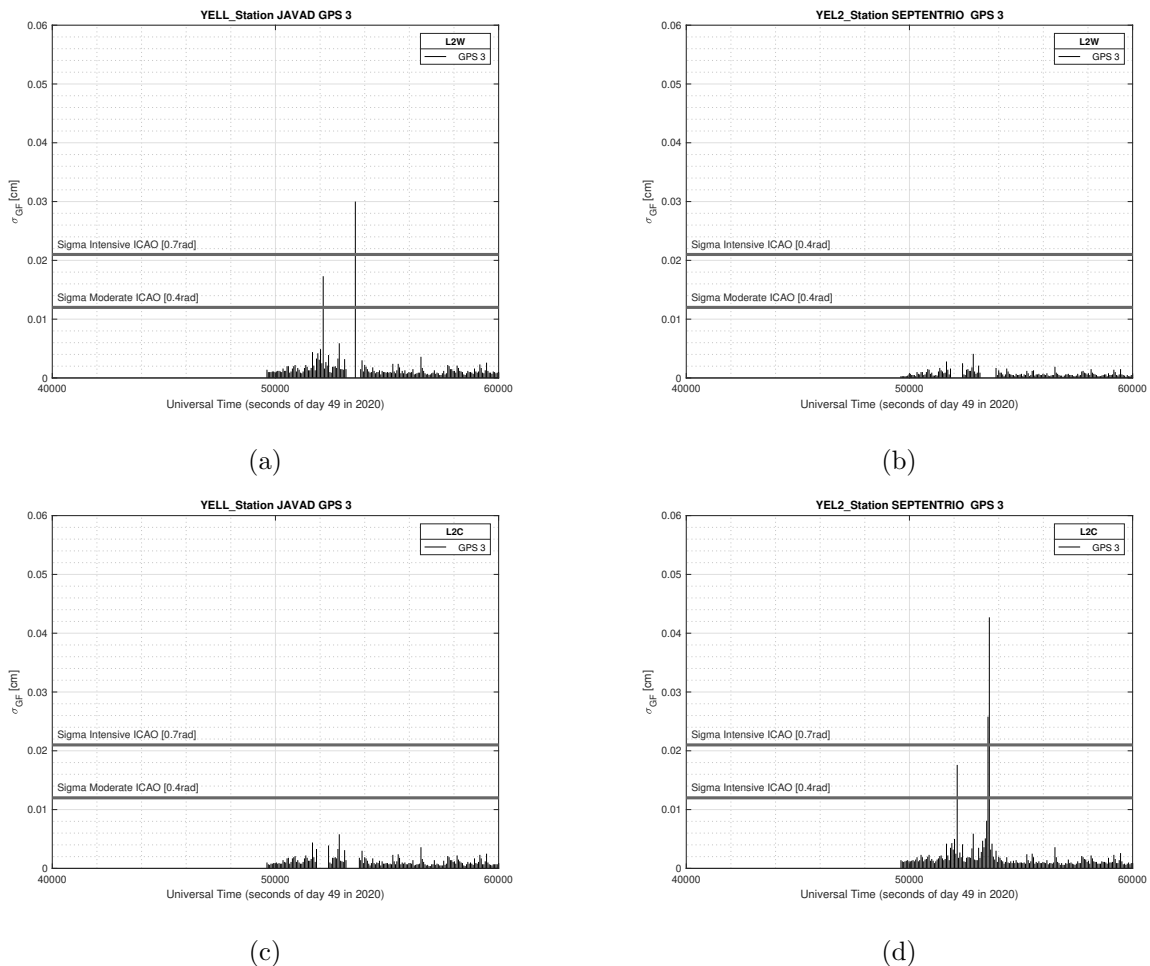 YELL_Station JAVAD GPS 3
0.06
0.05
0.04
0.03
0.02
0.01
0
σGF [cm]
L2W
GPS 3
Sigma Intensive ICAO [0.7rad]
Sigma Moderate ICAO [0.4rad]
40000 50000 60000
Universal Time (seconds of day 49 in 2020)
(a)
YEL2_Station SEPTENTRIO GPS 3
0.06
0.05
0.04
0.03
0.02
0.01
0
σGF [cm]
L2W
GPS 3
Sigma Intensive ICAO [0.4rad]
Sigma Moderate ICAO [0.4rad]
40000 50000 60000
Universal Time (seconds of day 49 in 2020)
(b)
YELL_Station JAVAD GPS 3
0.06
0.05
0.04
0.03
0.02
0.01
0
σGF [cm]
L2C
GPS 3
Sigma Intensive ICAO [0.7rad]
Sigma Moderate ICAO [0.4rad]
40000 50000 60000
Universal Time (seconds of day 49 in 2020)
(c)
YEL2_Station SEPTENTRIO GPS 3
0.06
0.05
0.04
0.03
0.02
0.01
0
σGF [cm]
L2C
GPS 3
Sigma Intensive ICAO [0.7rad]
Sigma Intensive ICAO [0.4rad]
40000 50000 60000
Universal Time (seconds of day 49 in 2020)
(d)